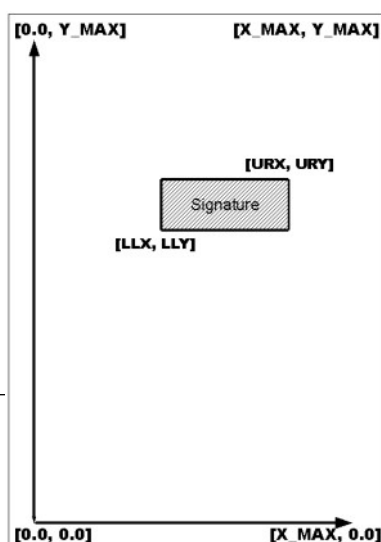 [0.0, Y_MAX] [X_MAX, Y_MAX]
[URX, URY]
Signature
[LLX, LLY]
[0.0, 0.0] [X_MAX, 0.0]